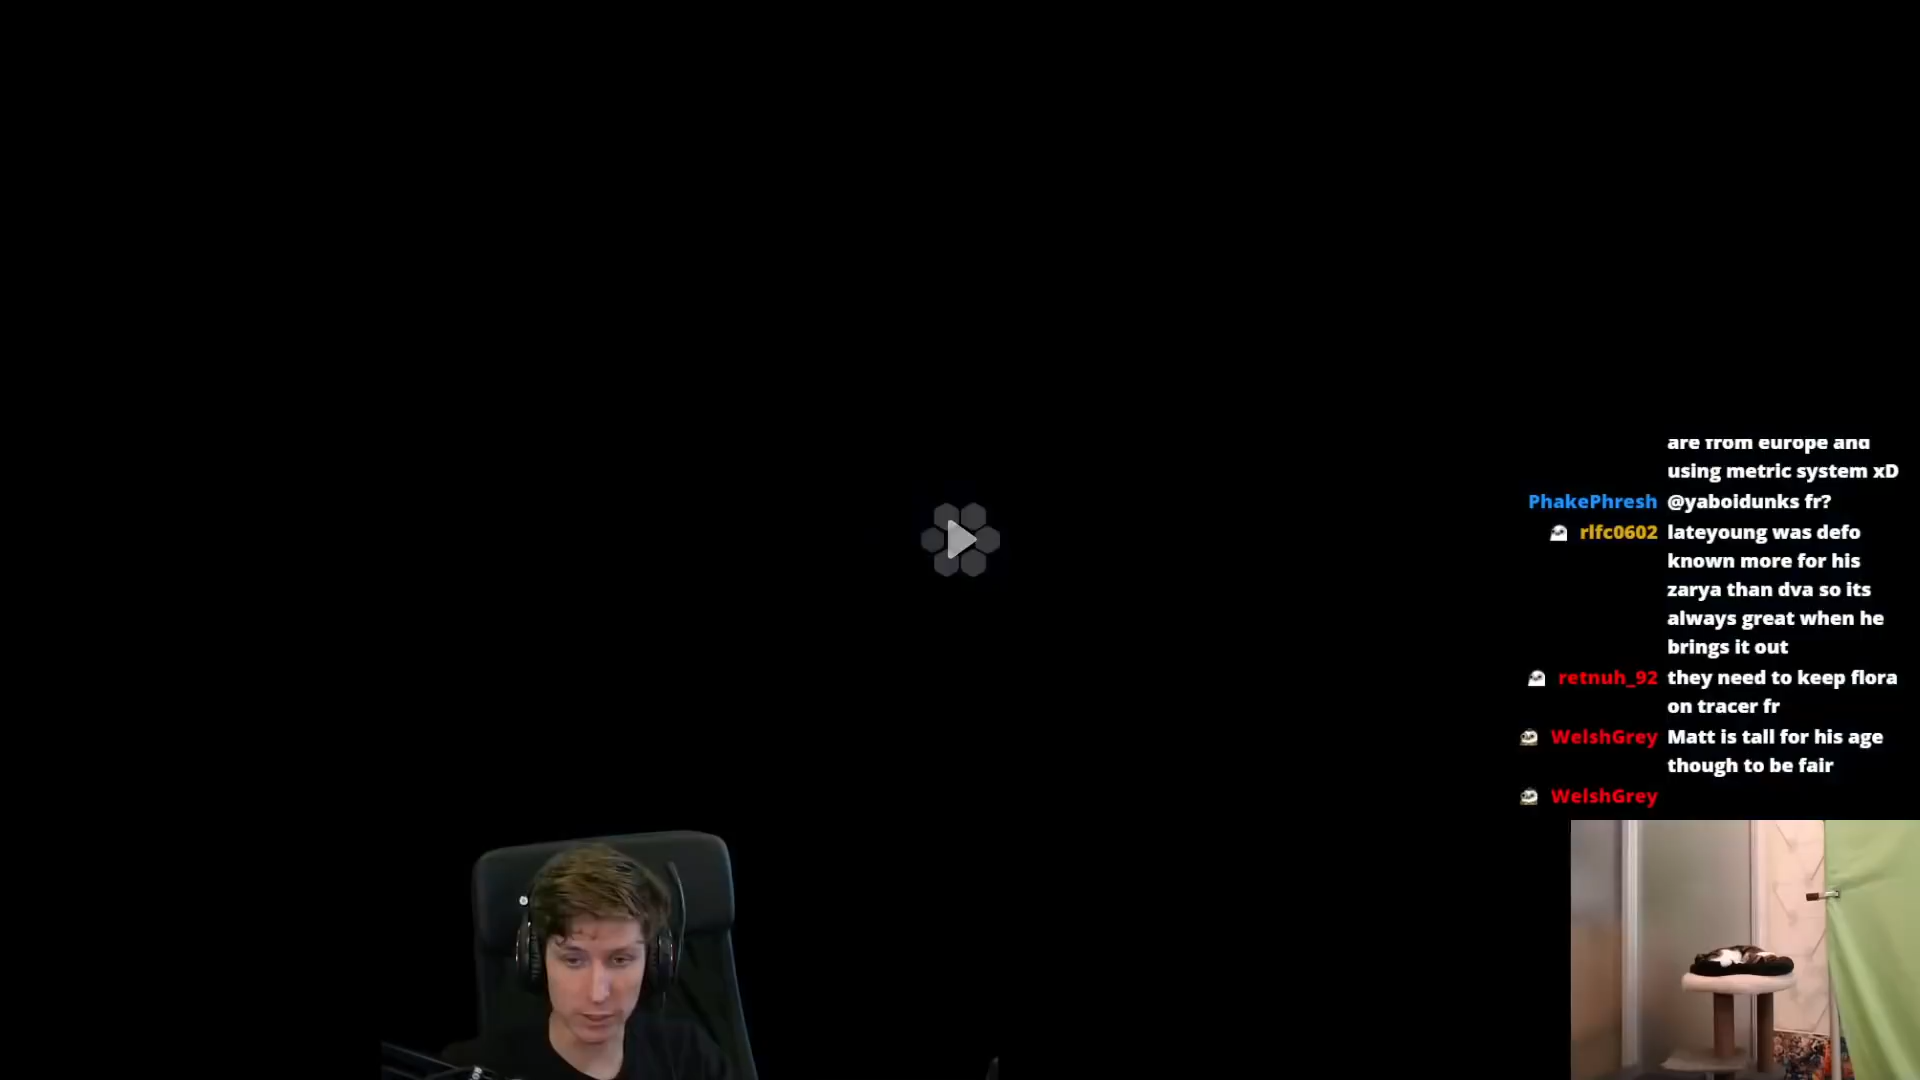 are from europe and
using metric system xD
PhakePhresh @yaboidunks fr?
rlfc0602 lateyoung was defo
known more for his
zarya than dva so its
always great when he
brings it out
retnuh_92 they need to keep flora
on tracer fr
WelshGrey Matt is tall for his age
though to be fair
WelshGrey